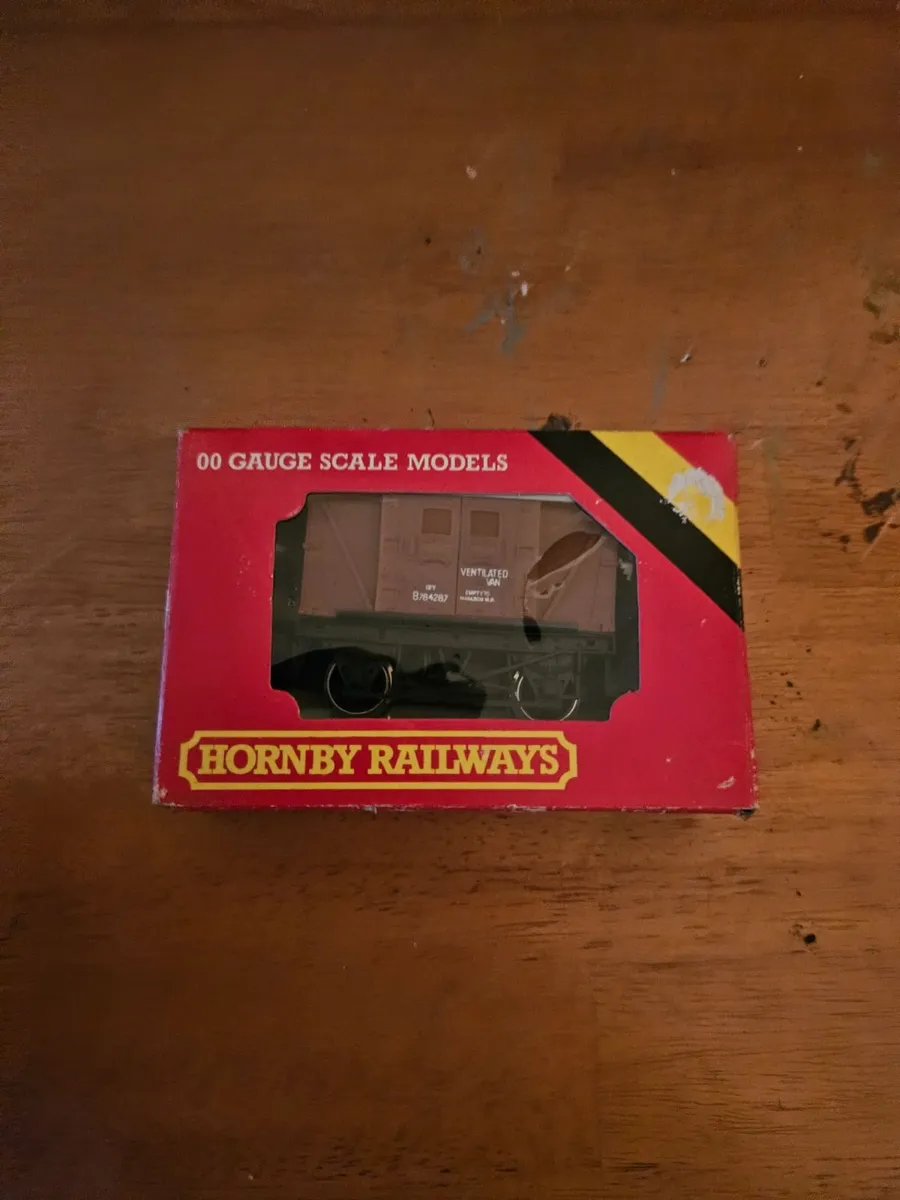 00 GAUGE SCALE MODELS
VENTILATED
VAN
B784287
HORNBY RAILWAYS